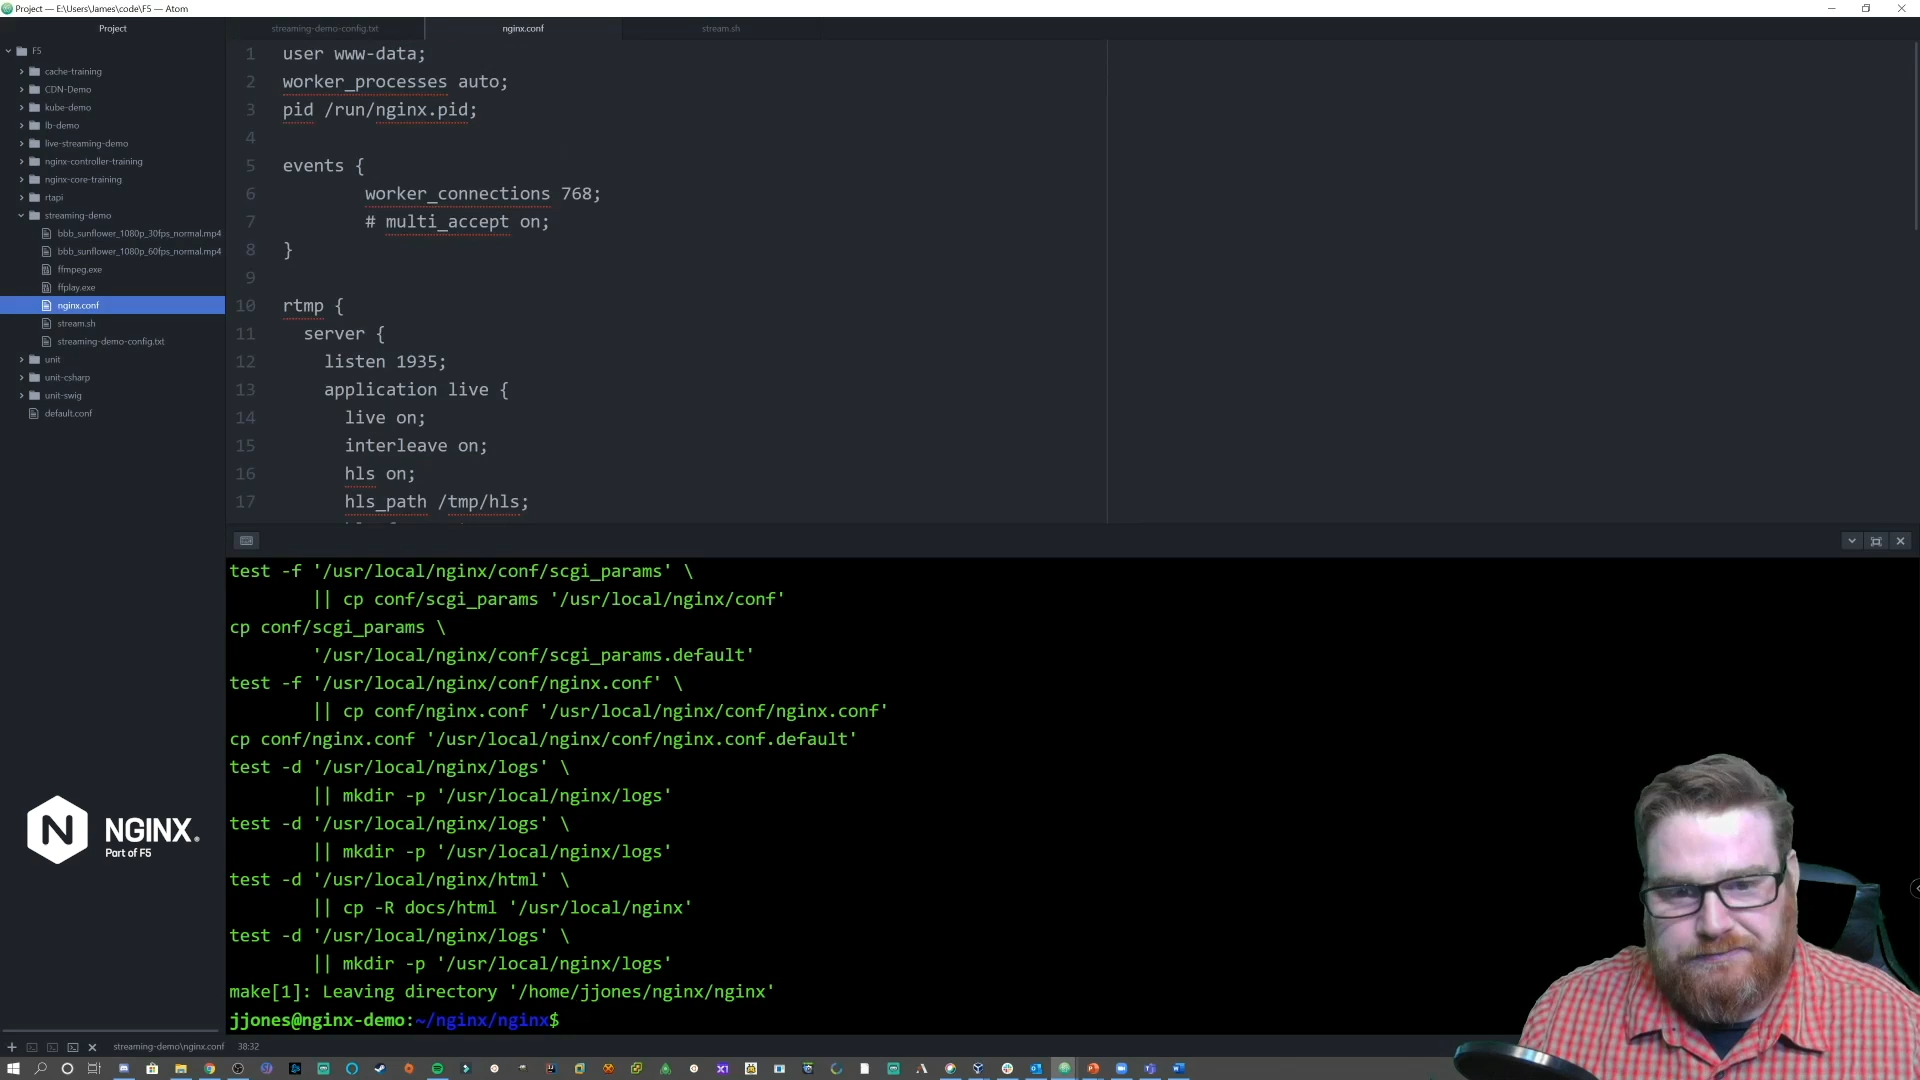 Project — E:\Users\James\code\F5 — Atom
Project
streaming-demo-config.txt
nginx.conf
stream.sh
F5
cache-training
CDN-Demo
kube-demo
lb-demo
live-streaming-demo
nginx-controller-training
nginx-core-training
rtapi
streaming-demo
bbb_sunflower_1080p_30fps_normal.mp4
bbb_sunflower_1080p_60fps_normal.mp4
ffmpeg.exe
ffplay.exe
nginx.conf
stream.sh
streaming-demo-config.txt
unit
unit-csharp
unit-swig
default.conf
1 user www-data;
2 worker_processes auto;
3 pid /run/nginx.pid;
4
5 events {
6 worker_connections 768;
7 # multi_accept on;
8 }
9
10 rtmp {
11 server {
12 listen 1935;
13 application live {
14 live on;
15 interleave on;
16 hls on;
17 hls_path /tmp/hls;
test -f '/usr/local/nginx/conf/scgi_params' \
|| cp conf/scgi_params '/usr/local/nginx/conf'
cp conf/scgi_params \
'/usr/local/nginx/conf/scgi_params.default'
test -f '/usr/local/nginx/conf/nginx.conf' \
|| cp conf/nginx.conf '/usr/local/nginx/conf/nginx.conf'
cp conf/nginx.conf '/usr/local/nginx/conf/nginx.conf.default'
test -d '/usr/local/nginx/logs' \
|| mkdir -p '/usr/local/nginx/logs'
test -d '/usr/local/nginx/logs' \
|| mkdir -p '/usr/local/nginx/logs'
test -d '/usr/local/nginx/html' \
|| cp -R docs/html '/usr/local/nginx'
test -d '/usr/local/nginx/logs' \
|| mkdir -p '/usr/local/nginx/logs'
make[1]: Leaving directory '/home/jjones/nginx/nginx'
jjones@nginx-demo:~/nginx/nginx$
N NGINX
Part of F5
streaming-demo\nginx.conf 38:32